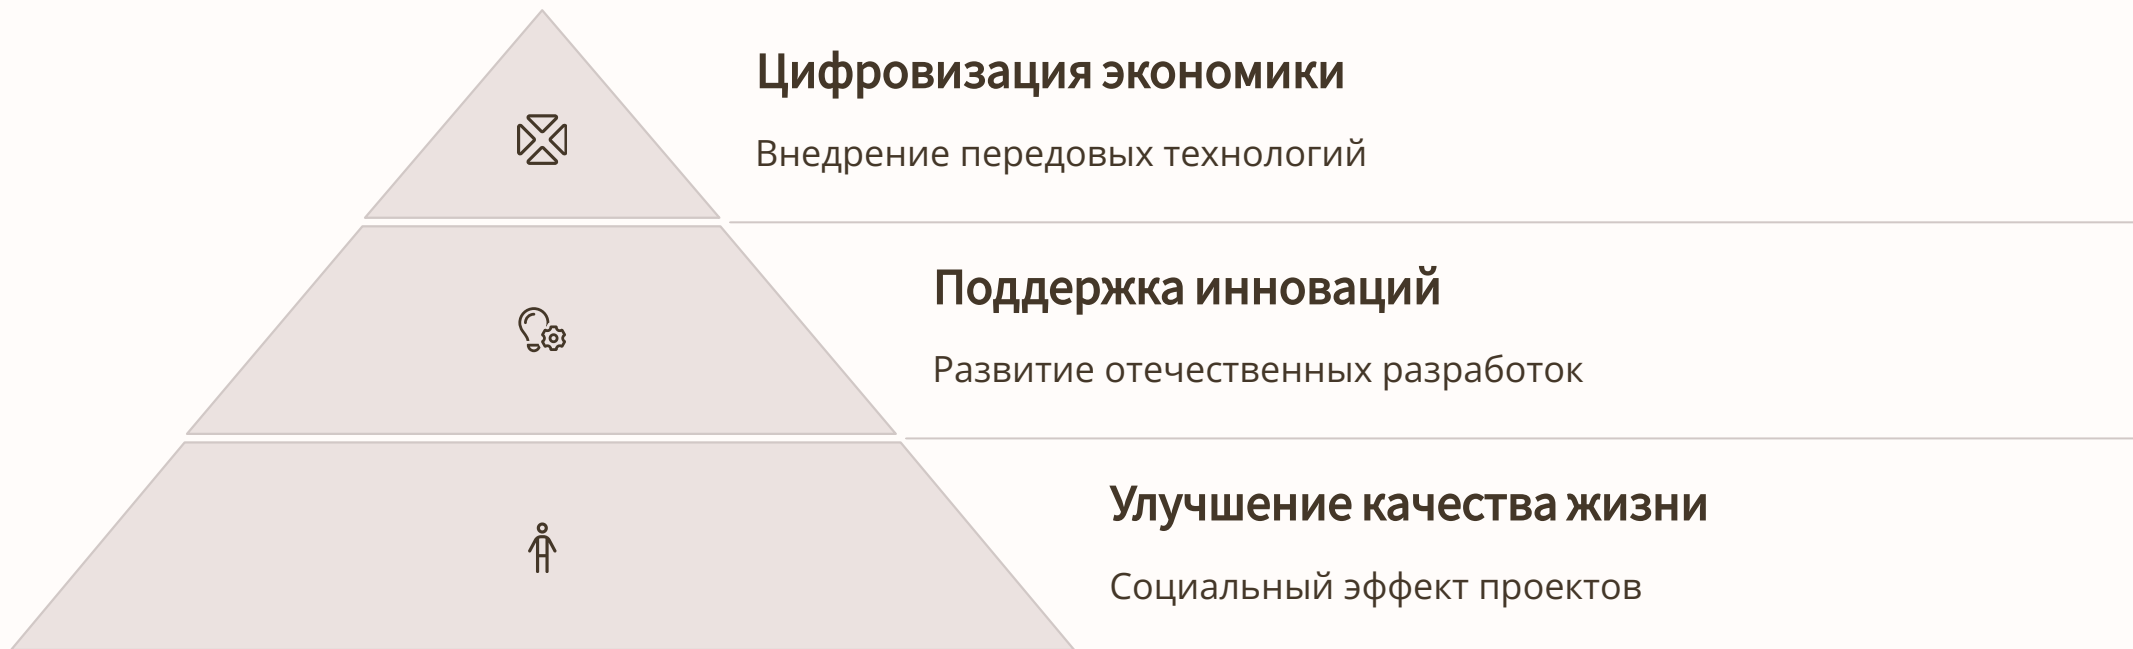 Цифровизация экономики
Внедрение передовых технологий
Поддержка инноваций
Развитие отечественных разработок
Улучшение качества жизни
Социальный эффект проектов